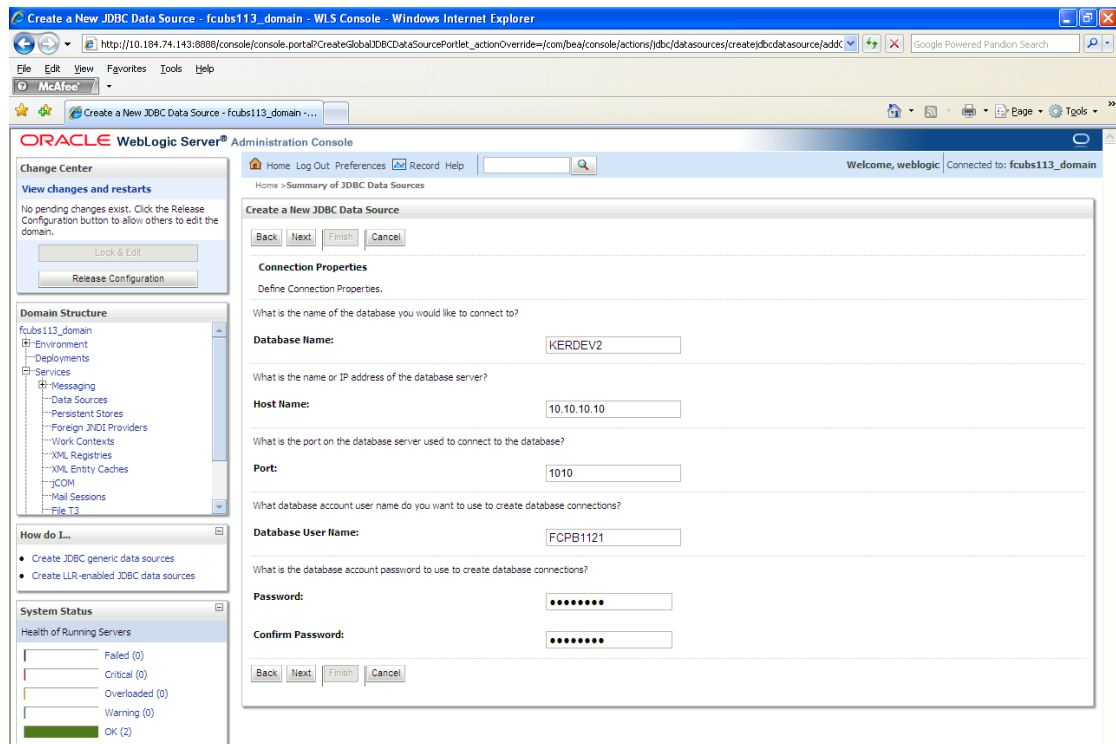 Create a New JDBC Data Source - fcubs113_domain - WLS Console - Windows Internet Explorer
http://10.184.74.143:8888/console/console.portal?CreateGlobalJDBCDataSourcePortlet_actionOverride=/com/bea/console/actions/jdbc/datasources/createjdbcdatasource/addC
Google Powered Pandion Search
File Edit View Favorites Tools Help
McAfee
Create a New JDBC Data Source - fcubs113_domain -...
Page Tools
ORACLE WebLogic Server® Administration Console
Change Center
View changes and restarts
No pending changes exist. Click the Release
Configuration button to allow others to edit the
domain.
Lock & Edit
Release Configuration
Domain Structure
fcubs113_domain
Environment
Deployments
Services
Messaging
Data Sources
Persistent Stores
Foreign JNDI Providers
Work Contexts
XML Registries
XML Entity Caches
jCOM
Mail Sessions
File T3
How do I...
Create JDBC generic data sources
Create LLR-enabled JDBC data sources
System Status
Health of Running Servers
Failed (0)
Critical (0)
Overloaded (0)
Warning (0)
OK (2)
Home Log Out Preferences Record Help
Welcome, weblogic Connected to: fcubs113_domain
Home >Summary of JDBC Data Sources
Create a New JDBC Data Source
Back Next Finish Cancel
Connection Properties
Define Connection Properties.
What is the name of the database you would like to connect to?
Database Name: KERDEV2
What is the name or IP address of the database server?
Host Name: 10.10.10.10
What is the port on the database server used to connect to the database?
Port: 1010
What database account user name do you want to use to create database connections?
Database User Name: FCPB1121
What is the database account password to use to create database connections?
Password: ●●●●●●●●
Confirm Password: ●●●●●●●●
Back Next Finish Cancel